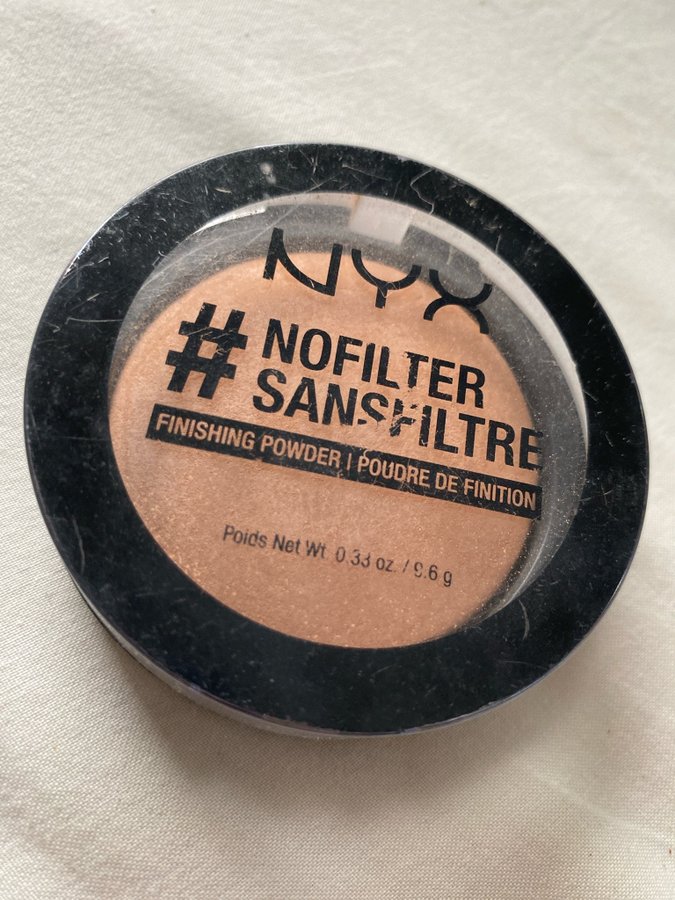 NYX
# NOFILTER
SANSFILTRE
FINISHING POWDER | POUDRE DE FINITION
Poids Net Wt. 0.33 oz. / 9.6 g